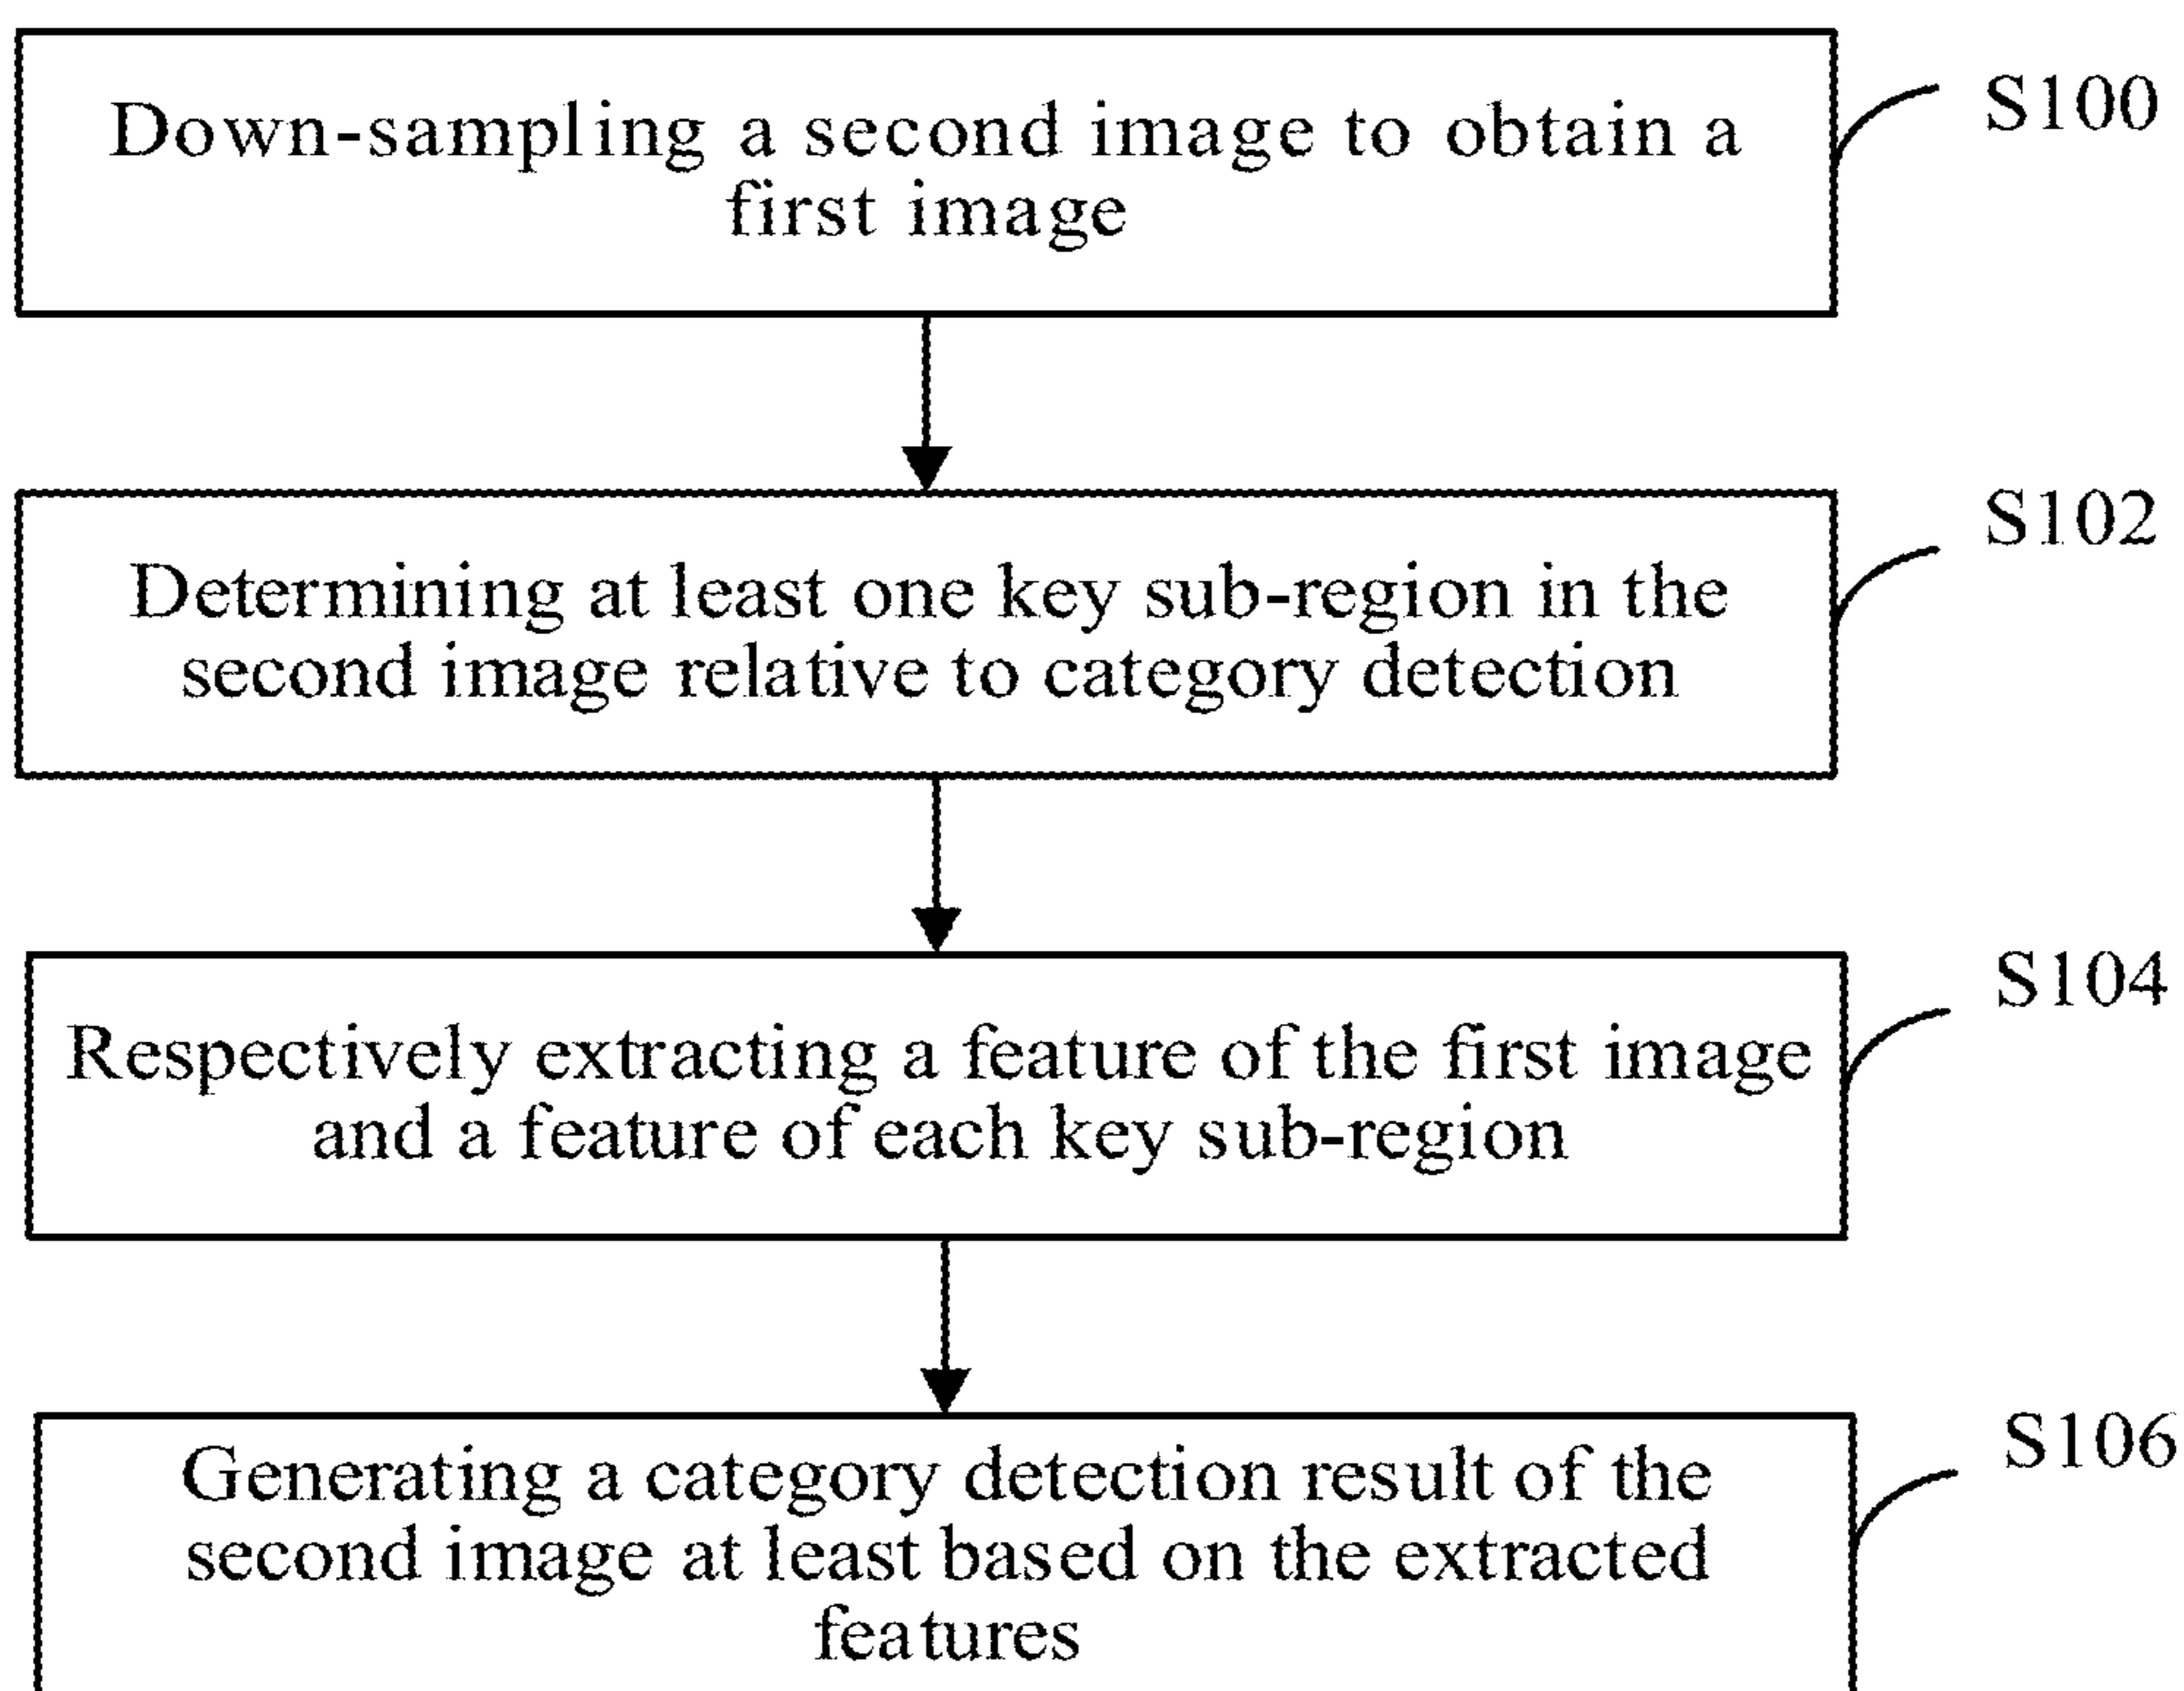 Down-sampling a second image to obtain a
first image
S100
Determining at least one key sub-region in the
second image relative to category detection
S102
Respectively extracting a feature of the first image
and a feature of each key sub-region
S104
Generating a category detection result of the
second image at least based on the extracted
features
S106